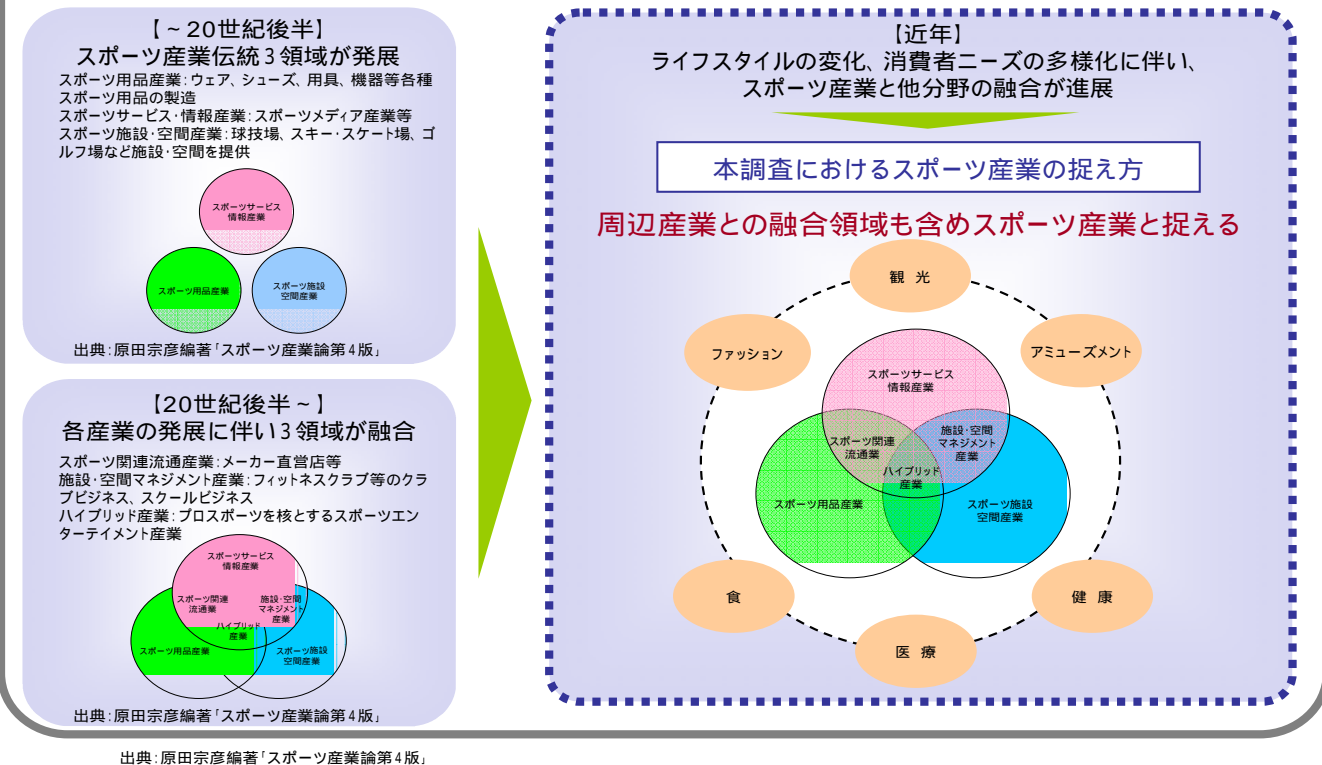 【~20世紀後半】
スポーツ産業伝統3領域が発展
スポーツ用品産業:ウェア、シューズ、用具、機器等各種
スポーツ用品の製造
スポーツサービス・情報産業:スポーツメディア産業等
スポーツ施設・空間産業:球技場、スキー・スケート場、ゴ
ルフ場など施設・空間を提供
スポーツサービス
情報産業
スポーツ用品産業
スポーツ施設
空間産業
出典:原田宗彦編著「スポーツ産業論第4版」
【20世紀後半~】
各産業の発展に伴い3領域が融合
スポーツ関連流通産業:メーカー直営店等
施設・空間マネジメント産業:フィットネスクラブ等のクラ
ブビジネス、スクールビジネス
ハイブリッド産業:プロスポーツを核とするスポーツエン
ターテイメント産業
スポーツサービス
情報産業
スポーツ関連
流通業
施設・空間
マネジメント
産業
ハイブリッド
産業
スポーツ用品産業
スポーツ施設
空間産業
出典:原田宗彦編著「スポーツ産業論第4版」
【近年】
ライフスタイルの変化、消費者ニーズの多様化に伴い、
スポーツ産業と他分野の融合が進展
本調査におけるスポーツ産業の捉え方
周辺産業との融合領域も含めスポーツ産業と捉える
観 光
ファッション
アミューズメント
スポーツサービス
情報産業
スポーツ関連
流通業
施設・空間
マネジメント
産業
ハイブリッド
産業
スポーツ用品産業
スポーツ施設
空間産業
食
健 康
医 療
出典:原田宗彦編著「スポーツ産業論第4版」